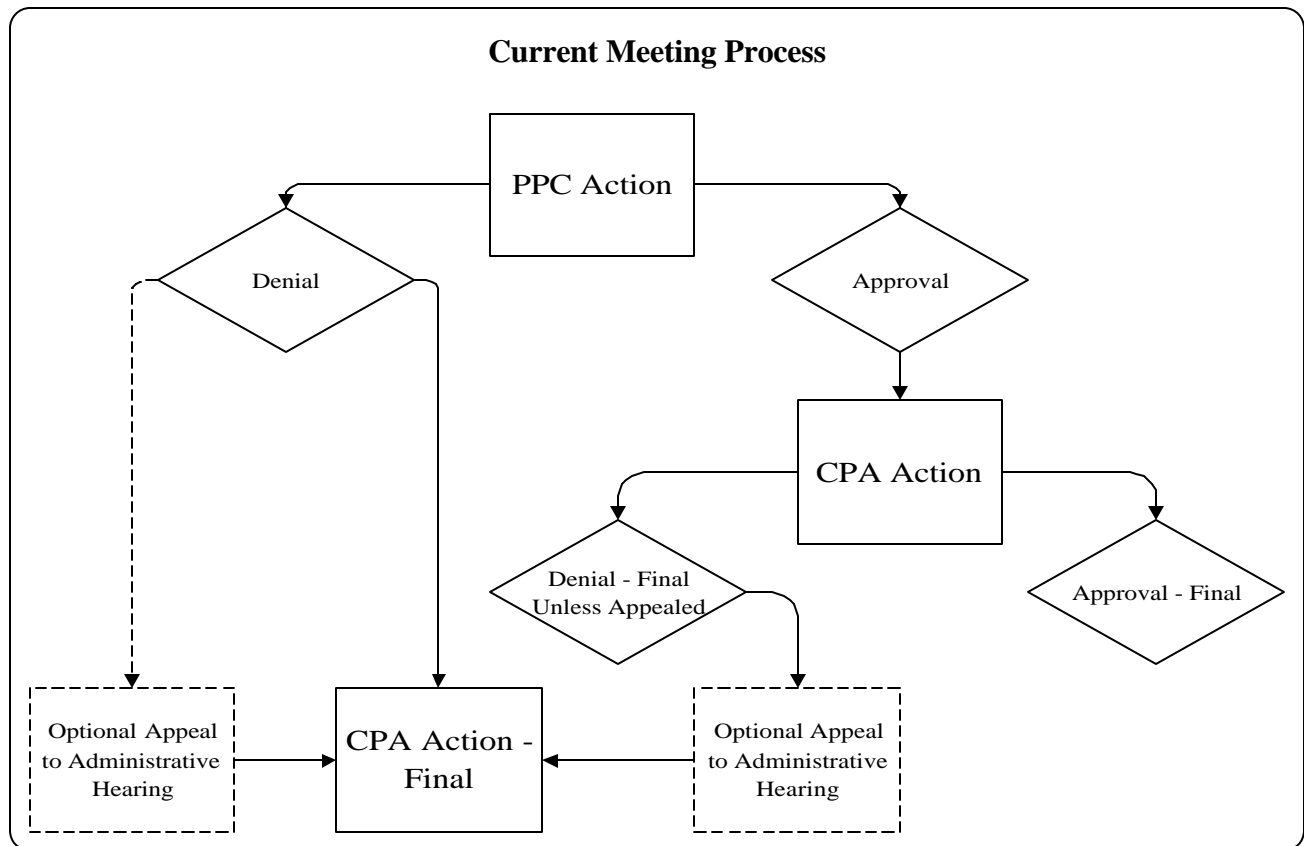 Current Meeting Process
PPC Action
Denial
Approval
CPA Action
Denial - Final
Unless Appealed
Approval - Final
Optional Appeal
to Administrative
Hearing
CPA Action -
Final
Optional Appeal
to Administrative
Hearing